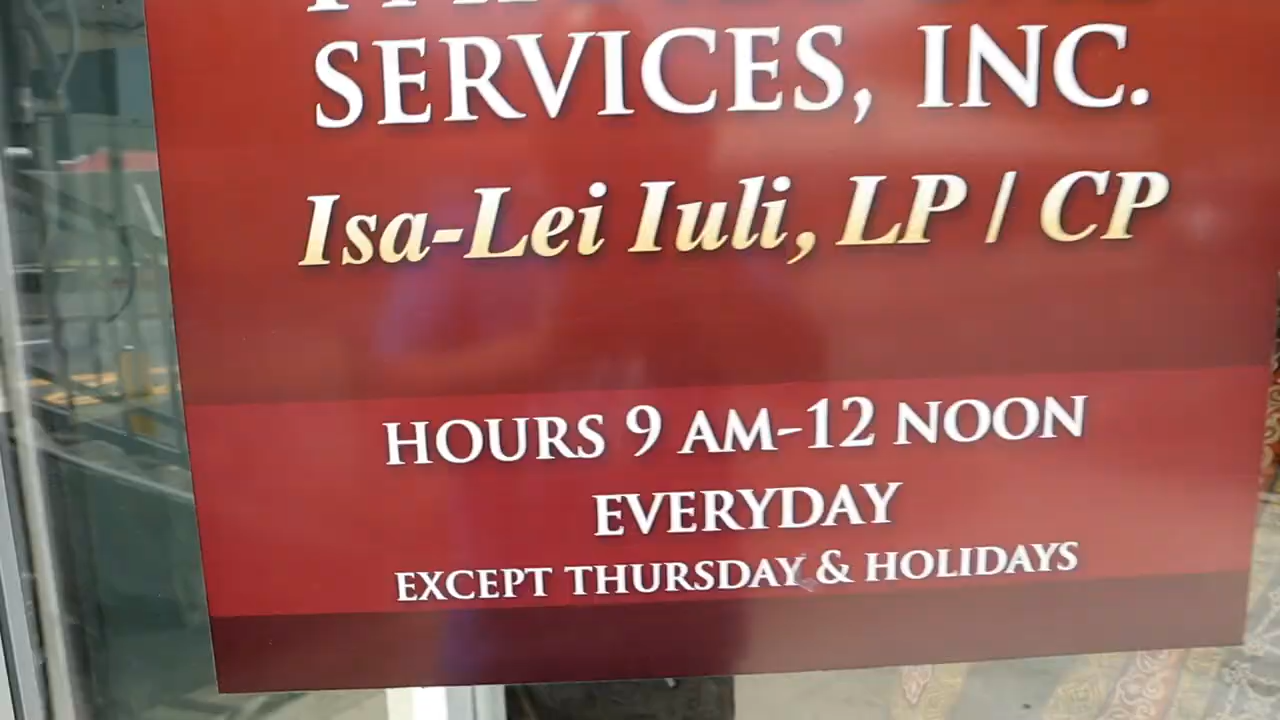 SERVICES, INC.
Isa-Lei Iuli, LP / CP
HOURS 9 AM-12 NOON
EVERYDAY
EXCEPT THURSDAY & HOLIDAYS